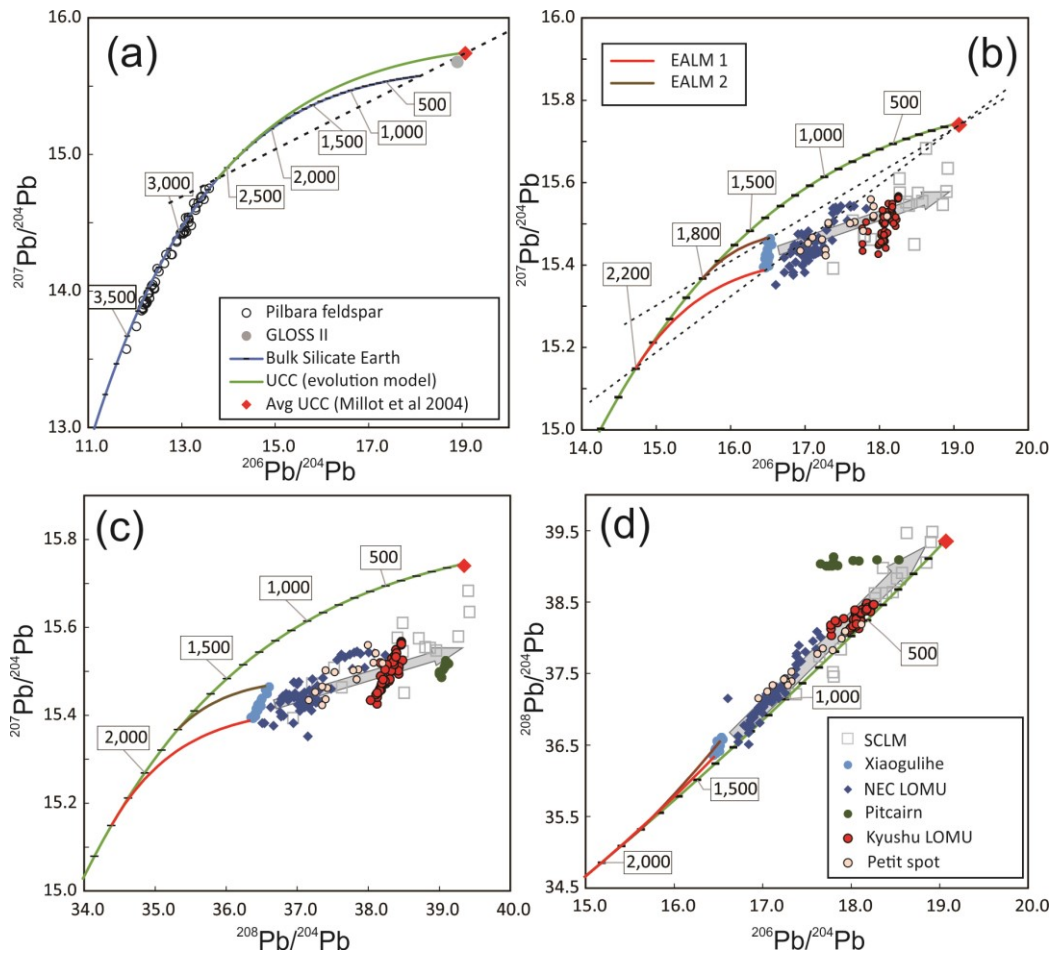 (a)
16.0
15.0
14.0
13.0
207Pb/204Pb
11.0 13.0 15.0 17.0 19.0
206Pb/204Pb
3,500
3,000
2,500
2,000
1,500
1,000
500
Pilbara feldspar
GLOSS II
Bulk Silicate Earth
UCC (evolution model)
Avg UCC (Millot et al 2004)
(b)
EALM 1
EALM 2
16.0
15.8
15.6
15.4
15.2
15.0
207Pb/204Pb
14.0 15.0 16.0 17.0 18.0 19.0 20.0
206Pb/204Pb
500
1,000
1,500
1,800
2,200
(c)
15.8
15.6
15.4
15.2
15.0
207Pb/204Pb
34.0 35.0 36.0 37.0 38.0 39.0 40.0
208Pb/204Pb
500
1,000
1,500
2,000
(d)
39.5
38.5
37.5
36.5
35.5
34.5
208Pb/204Pb
15.0 16.0 17.0 18.0 19.0 20.0
206Pb/204Pb
500
1,000
1,500
2,000
SCLM
Xiaogulihe
NEC LOMU
Pitcairn
Kyushu LOMU
Petit spot